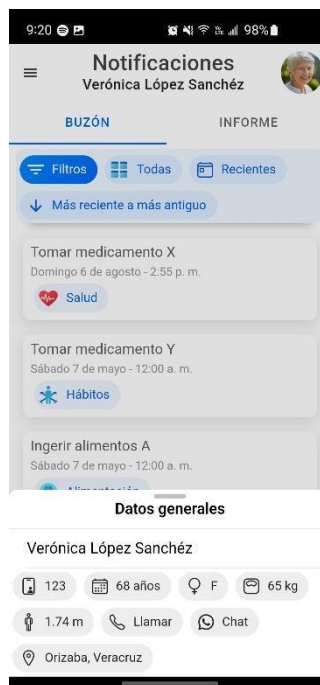 9:20 98%
Notificaciones
Verónica López Sanchéz
BUZÓN INFORME
Filtros Todas Recientes
Más reciente a más antiguo
Tomar medicamento X
Domingo 6 de agosto - 2:55 p. m.
Salud
Tomar medicamento Y
Sábado 7 de mayo - 12:00 a. m.
Hábitos
Ingerir alimentos A
Sábado 7 de mayo - 12:00 a. m.
Alimentación
Datos generales
Verónica López Sanchéz
123 68 años F 65 kg
1.74 m Llamar Chat
Orizaba, Veracruz